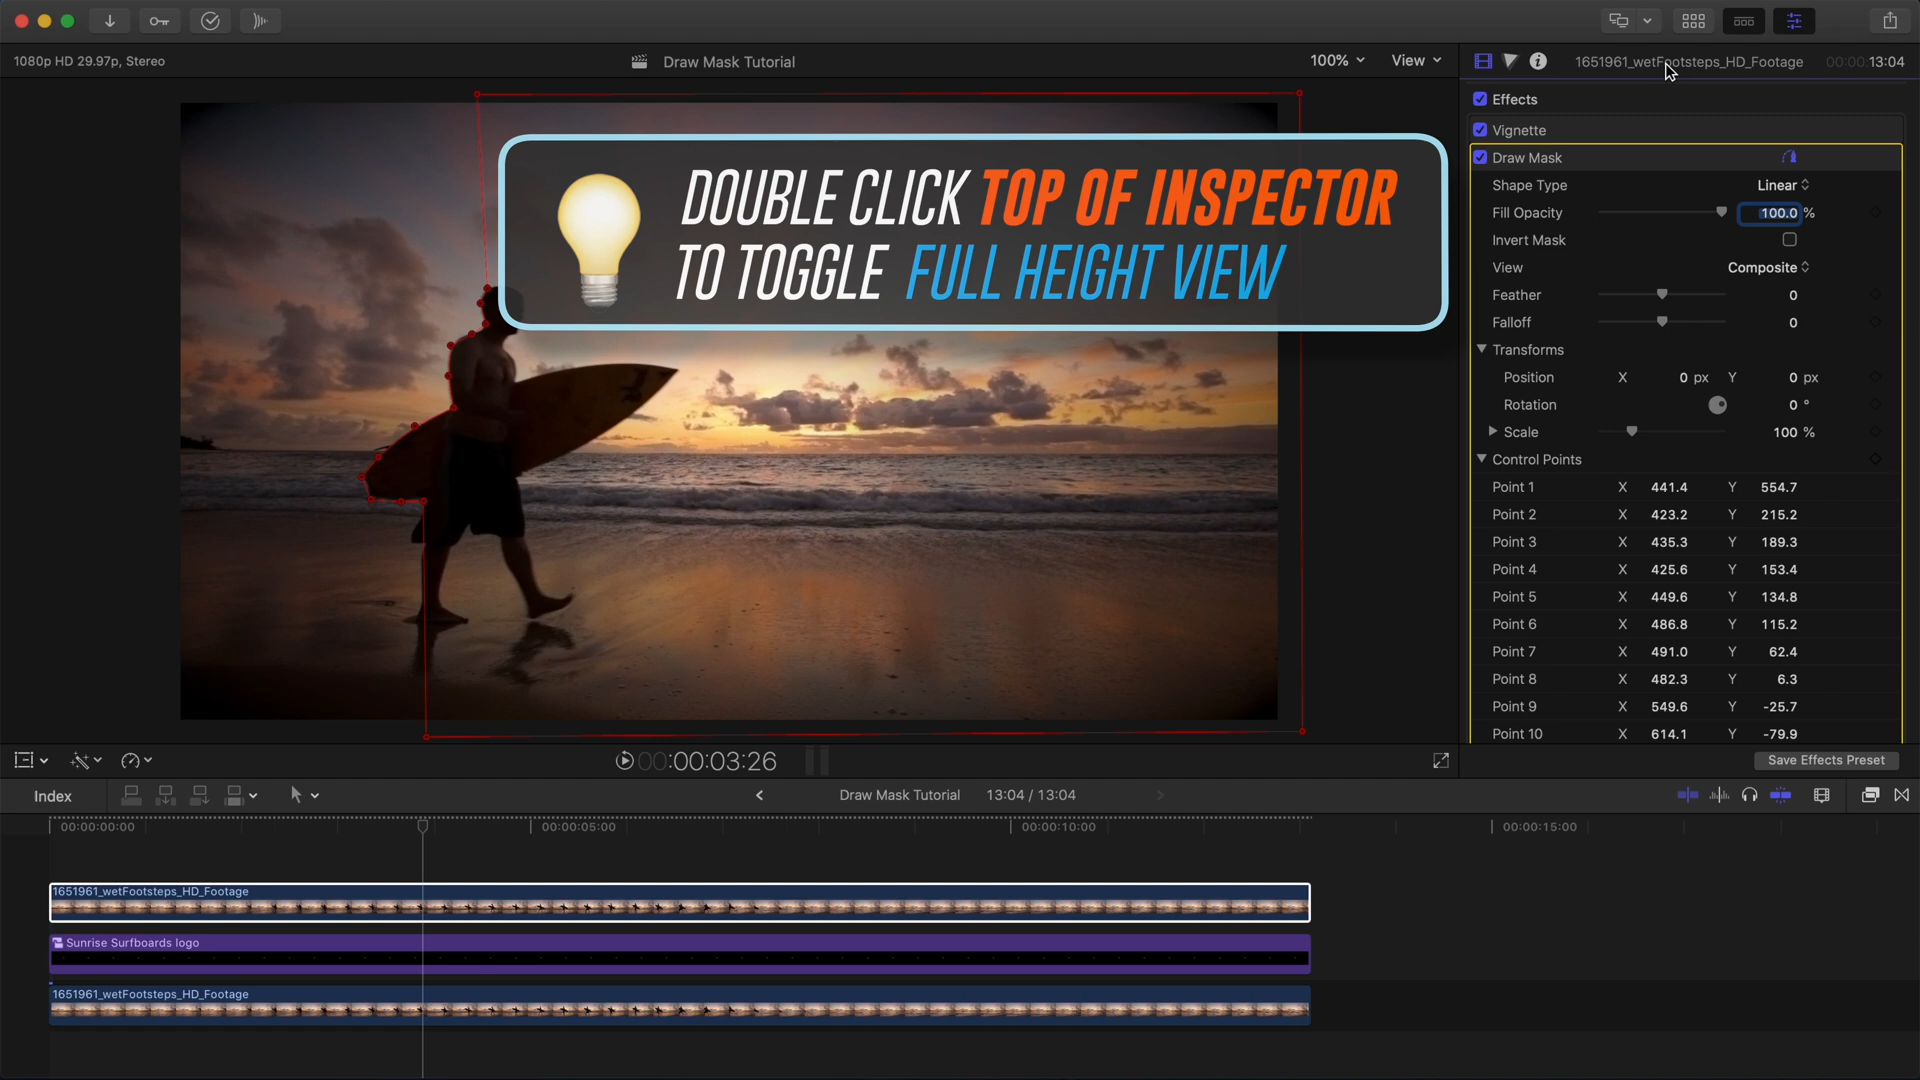 1080p HD 29.97p, Stereo
Draw Mask Tutorial
100%
View
1651961_wetFootsteps_HD_Footage
00:00:13:04
Effects
Vignette
Draw Mask
Shape Type Linear
Fill Opacity 100.0 %
Invert Mask
View Composite
Feather 0
Falloff 0
Transforms
Position X 0 px Y 0 px
Rotation 0 °
Scale 100 %
Control Points
Point 1 X 441.4 Y 554.7
Point 2 X 423.2 Y 215.2
Point 3 X 435.3 Y 189.3
Point 4 X 425.6 Y 153.4
Point 5 X 449.6 Y 134.8
Point 6 X 486.8 Y 115.2
Point 7 X 491.0 Y 62.4
Point 8 X 482.3 Y 6.3
Point 9 X 549.6 Y -25.7
Point 10 X 614.1 Y -79.9
Save Effects Preset
DOUBLE CLICK TOP OF INSPECTOR
TO TOGGLE FULL HEIGHT VIEW
00:00:03:26
Index
Draw Mask Tutorial
13:04 / 13:04
00:00:00:00
00:00:05:00
00:00:10:00
00:00:15:00
1651961_wetFootsteps_HD_Footage
Sunrise Surfboards logo
1651961_wetFootsteps_HD_Footage